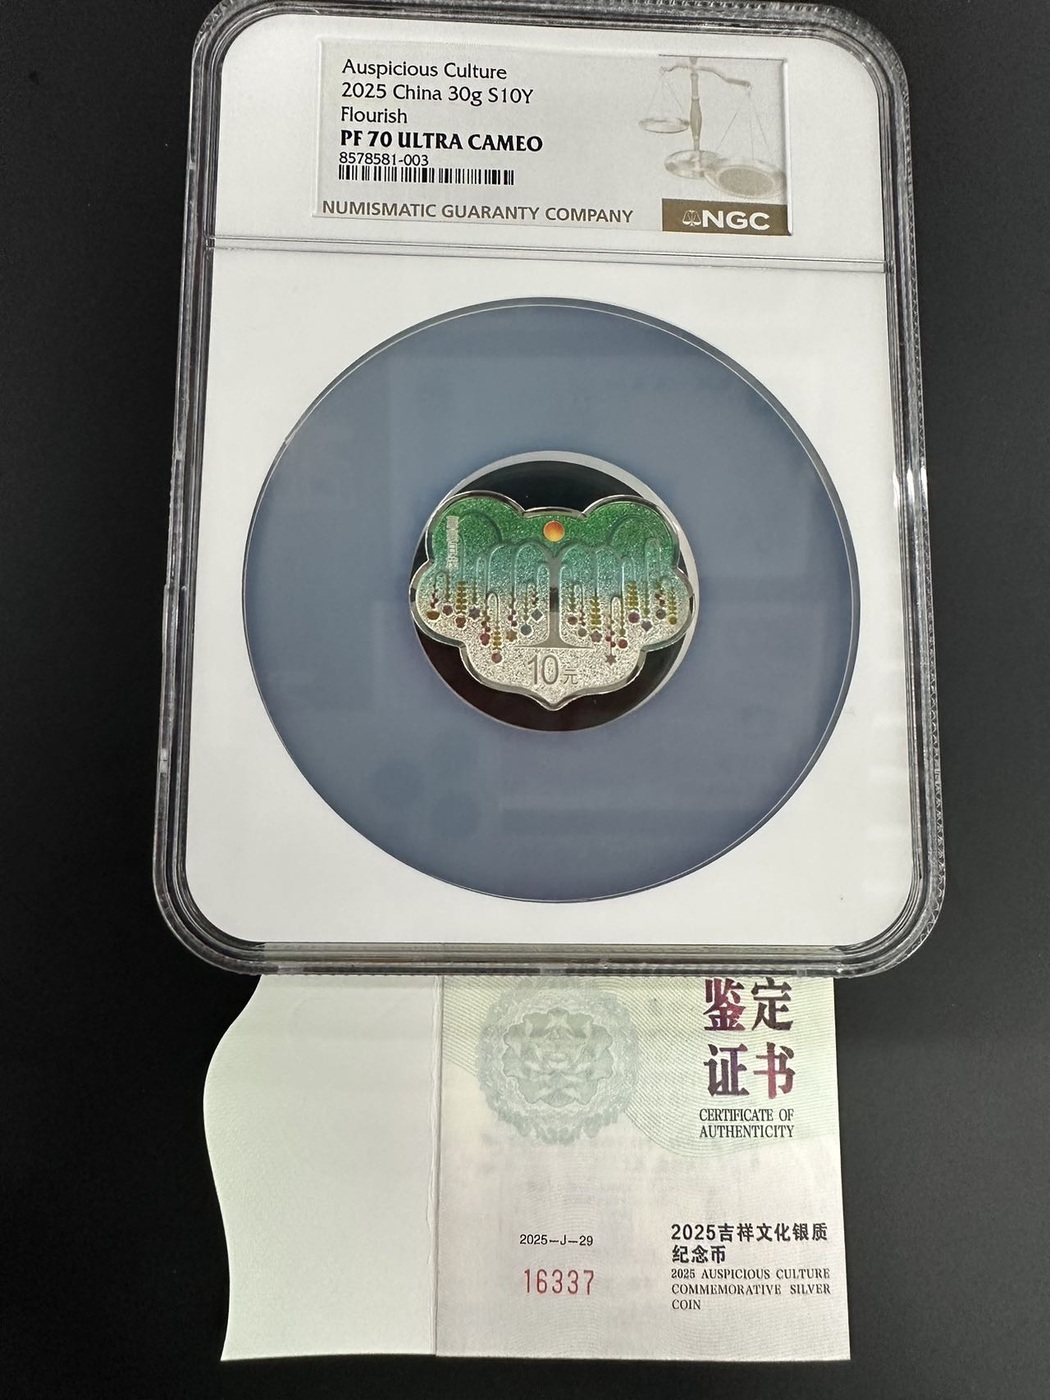 Auspicious Culture
2025 China 30g S10Y
Flourish
PF 70 ULTRA CAMEO
8578581-003
NUMISMATIC GUARANTY COMPANY
NGC
10元
鉴定
证书
CERTIFICATE OF
AUTHENTICITY
2025-J-29
16337
2025吉祥文化银质
纪念币
2025 AUSPICIOUS CULTURE
COMMEMORATIVE SILVER
COIN